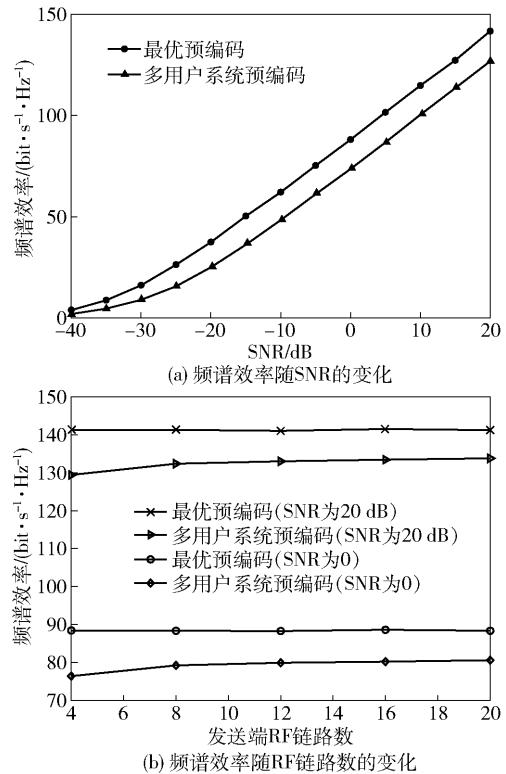 150
100
50
0
频谱效率/(bit·s⁻¹·Hz⁻¹)
最优预编码
多用户系统预编码
-40 -30 -20 -10 0 10 20
SNR/dB
(a) 频谱效率随SNR的变化
150
140
130
120
110
100
90
80
70
频谱效率/(bit·s⁻¹·Hz⁻¹)
最优预编码(SNR为20 dB)
多用户系统预编码(SNR为20 dB)
最优预编码(SNR为0)
多用户系统预编码(SNR为0)
4 6 8 10 12 14 16 18 20
发送端RF链路数
(b) 频谱效率随RF链路数的变化